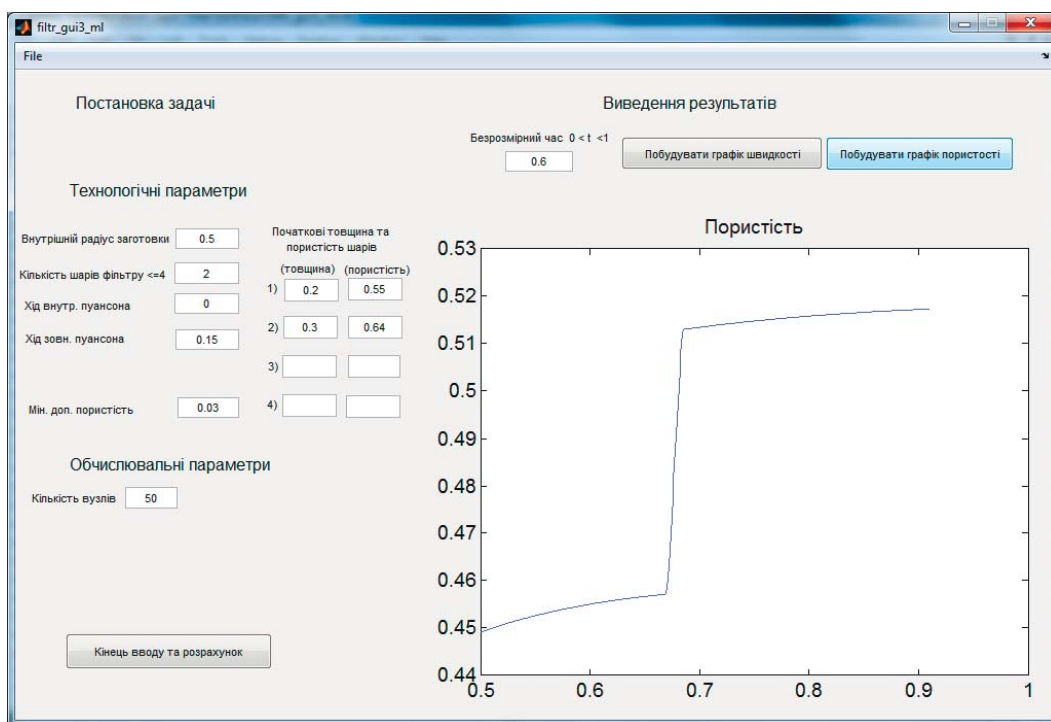 filtr_gui3_ml
File
Постановка задачі
Виведення результатів
Безрозмірний час 0 < t <1
0.6
Побудувати графік швидкості
Побудувати графік пористості
Технологічні параметри
Внутрішній радіус заготовки 0.5
Кількість шарів фільтру <=4 2
Хід внутр. пуансона 0
Хід зовн. пуансона 0.15
Мін. доп. пористість 0.03
Початкові товщина та
пористість шарів
(товщина) (пористість)
1) 0.2 0.55
2) 0.3 0.64
3)
4)
Обчислювальні параметри
Кількість вузлів 50
Кінець вводу та розрахунок
Пористість
0.53
0.52
0.51
0.5
0.49
0.48
0.47
0.46
0.45
0.44
0.5 0.6 0.7 0.8 0.9 1